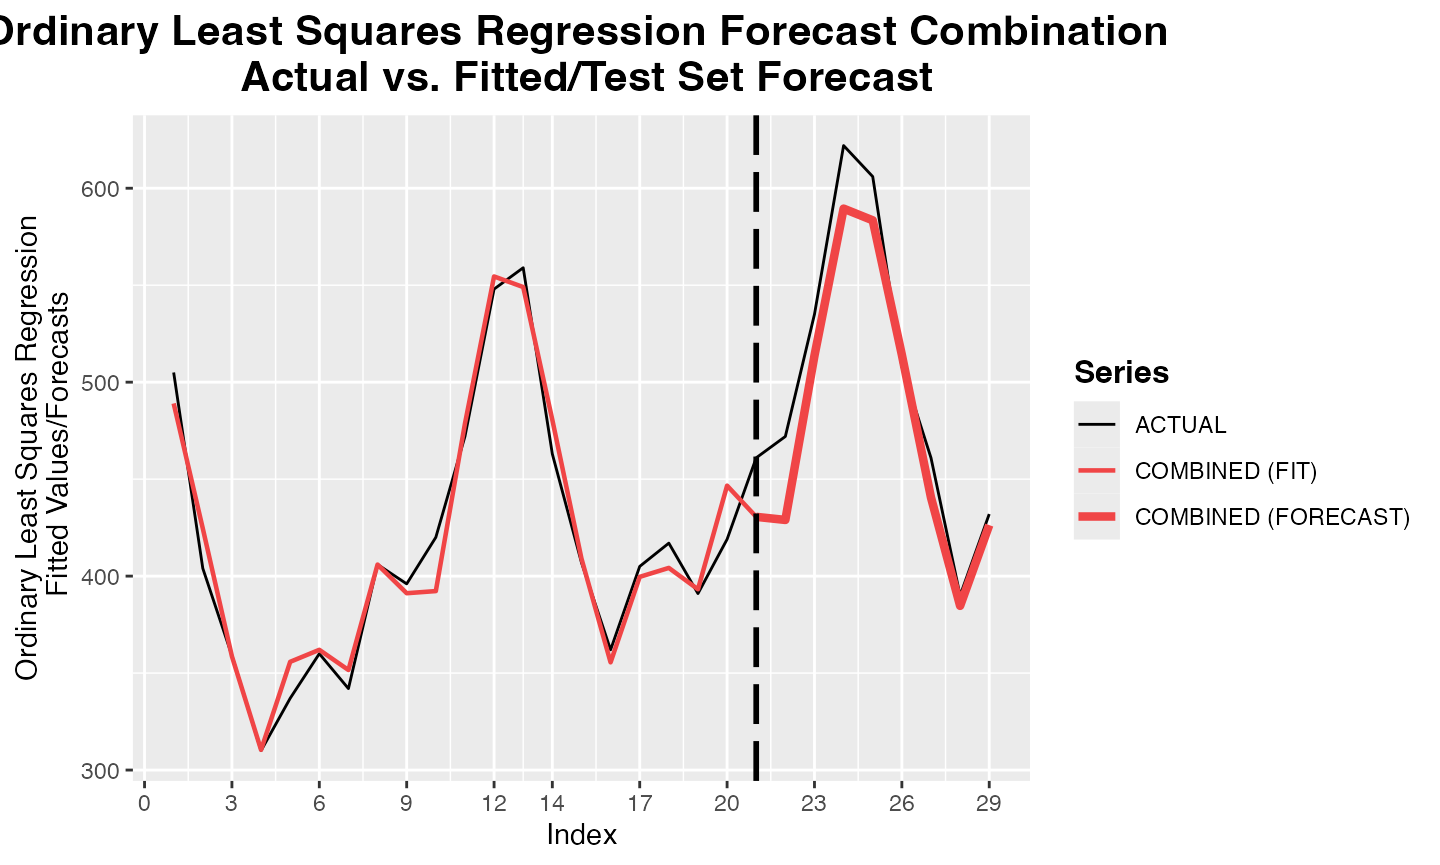 Ordinary Least Squares Regression Forecast Combination
Actual vs. Fitted/Test Set Forecast
Ordinary Least Squares Regression
Fitted Values/Forecasts
600
500
400
300
0 3 6 9 12 14 17 20 23 26 29
Index
Series
ACTUAL
COMBINED (FIT)
COMBINED (FORECAST)